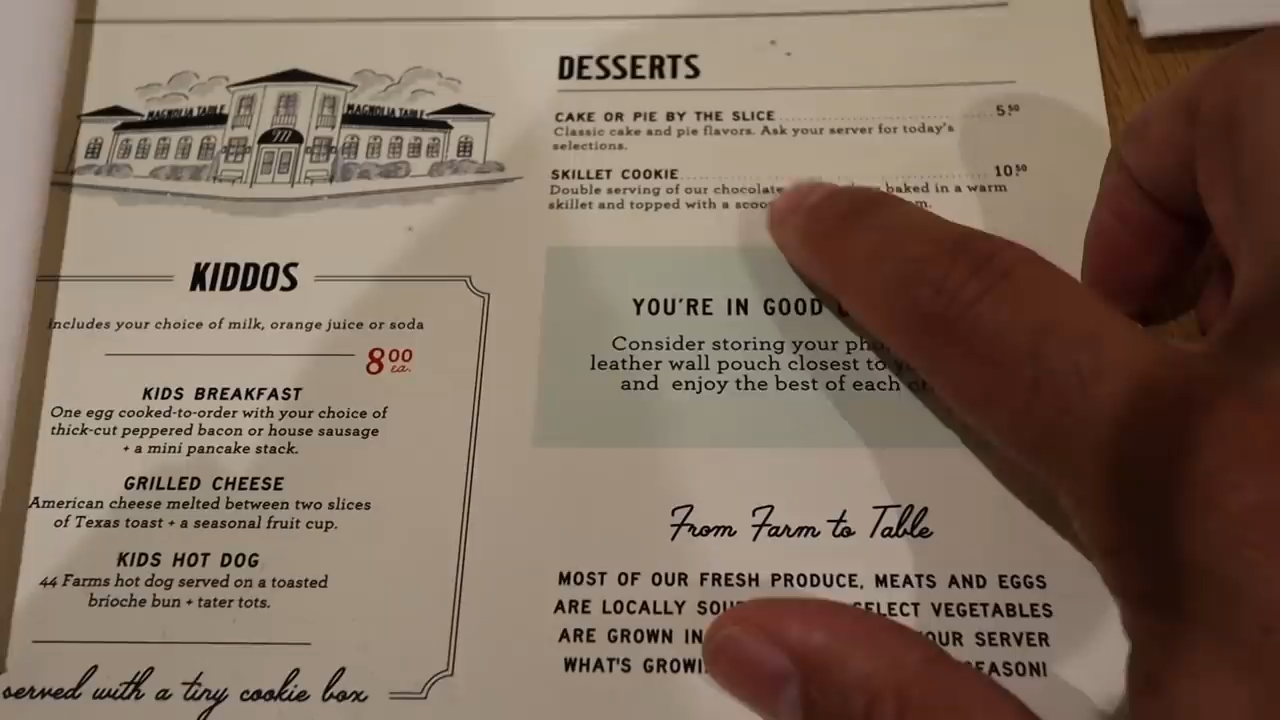 MAGNOLIA TABLE MAGNOLIA TABLE
M
KIDDOS
Includes your choice of milk, orange juice or soda
8.00 ea.
KIDS BREAKFAST
One egg cooked-to-order with your choice of
thick-cut peppered bacon or house sausage
+ a mini pancake stack.
GRILLED CHEESE
American cheese melted between two slices
of Texas toast + a seasonal fruit cup.
KIDS HOT DOG
44 Farms hot dog served on a toasted
brioche bun + tater tots.
served with a tiny cookie box
DESSERTS
CAKE OR PIE BY THE SLICE 5.50
Classic cake and pie flavors. Ask your server for today's
selections.
SKILLET COOKIE 10.50
Double serving of our chocolate baked in a warm
skillet and topped with a
YOU'RE IN GOOD
Consider storing your
leather wall pouch closest to
and enjoy the best of each
From Farm to Table
MOST OF OUR FRESH PRODUCE, MEATS AND EGGS
ARE LOCALLY SELECT VEGETABLES
ARE GROWN IN YOUR SERVER
WHAT'S SEASON!